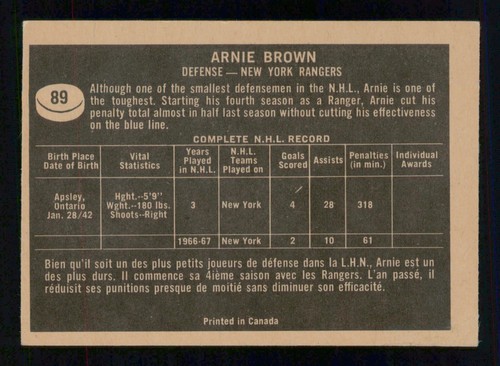 ARNIE BROWN
DEFENSE — NEW YORK RANGERS
89
Although one of the smallest defensemen in the N.H.L., Arnie is one of
the toughest. Starting his fourth season as a Ranger, Arnie cut his
penalty total almost in half last season without cutting his effectiveness
on the blue line.
COMPLETE N.H.L. RECORD
Birth Place Date of Birth | Vital Statistics | Years Played in N.H.L. | N.H.L. Teams Played on | Goals Scored | Assists | Penalties (in min.) | Individual Awards
Apsley, Ontario Jan. 28/42 | Hght.--5'9" Wght.--180 lbs. Shoots--Right | 3 | New York | 4 | 28 | 318
1966-67 | New York | 2 | 10 | 61
Bien qu'il soit un des plus petits joueurs de défense dans la L.H.N., Arnie est un
des plus durs. Il commence sa 4ième saison avec les Rangers. L'an passé, il
réduisit ses punitions presque de moitié sans diminuer son efficacité.
Printed in Canada